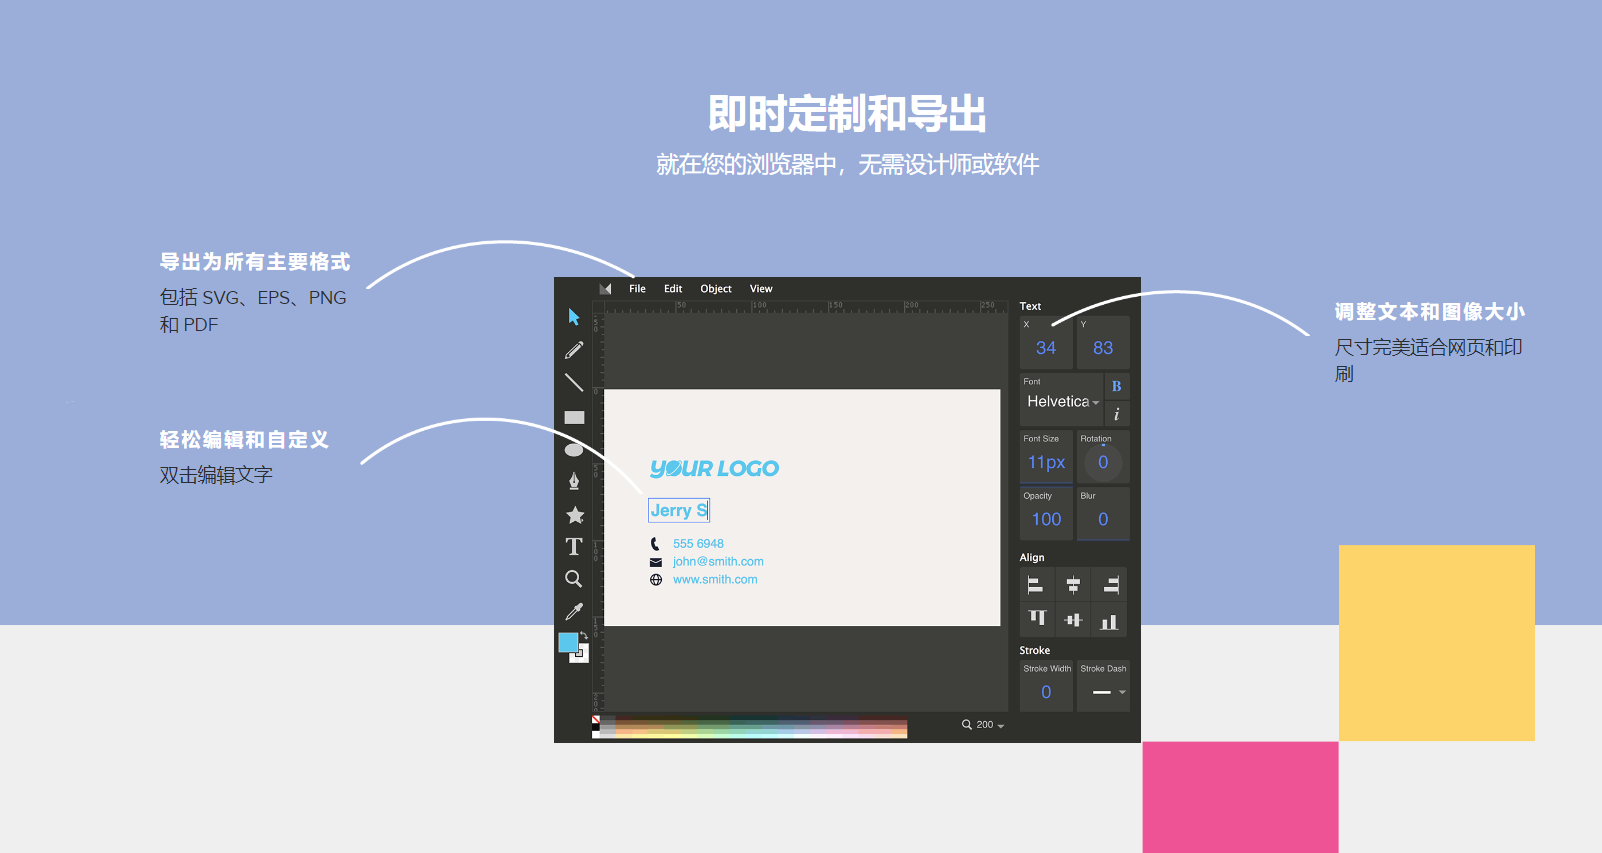 即时定制和导出
就在您的浏览器中，无需设计师或软件
导出为所有主要格式
包括 SVG、EPS、PNG
和 PDF
轻松编辑和自定义
双击编辑文字
File Edit Object View
50 100 150 200 250
0
50
100
150
YOUR LOGO
Jerry S
555 6948
john@smith.com
www.smith.com
T
200
Text
X Y
34 83
Font
Helvetica
B
i
Font Size Rotation
11px 0
Opacity Blur
100 0
Align
Stroke
Stroke Width Stroke Dash
0
调整文本和图像大小
尺寸完美适合网页和印
刷